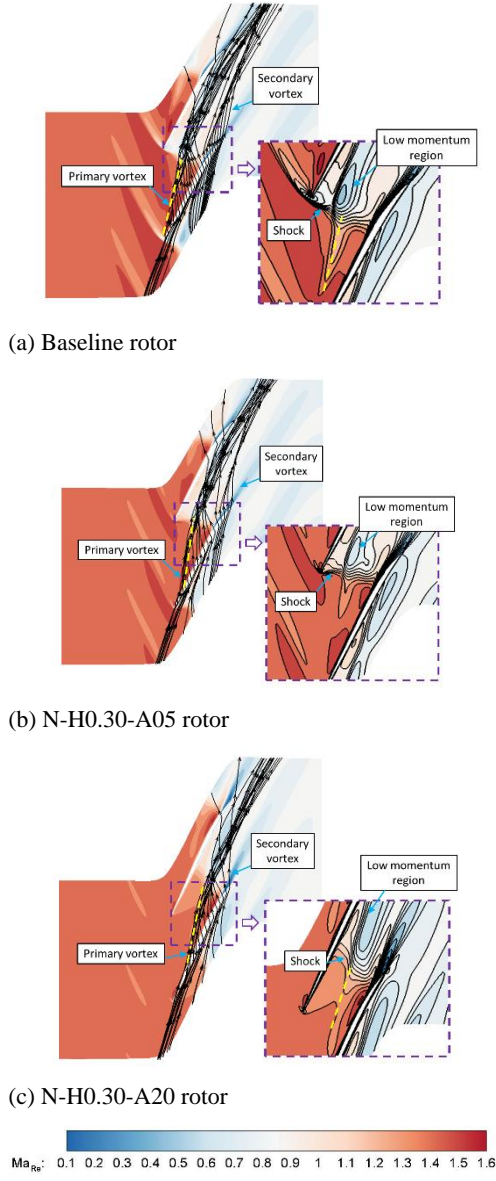 Secondary
vortex
Primary vortex
Low momentum
region
Shock
(a) Baseline rotor
Secondary
vortex
Primary vortex
Low momentum
region
Shock
(b) N-H0.30-A05 rotor
Secondary
vortex
Primary vortex
Low momentum
region
Shock
(c) N-H0.30-A20 rotor
Ma_Re: 0.1 0.2 0.3 0.4 0.5 0.6 0.7 0.8 0.9 1 1.1 1.2 1.3 1.4 1.5 1.6